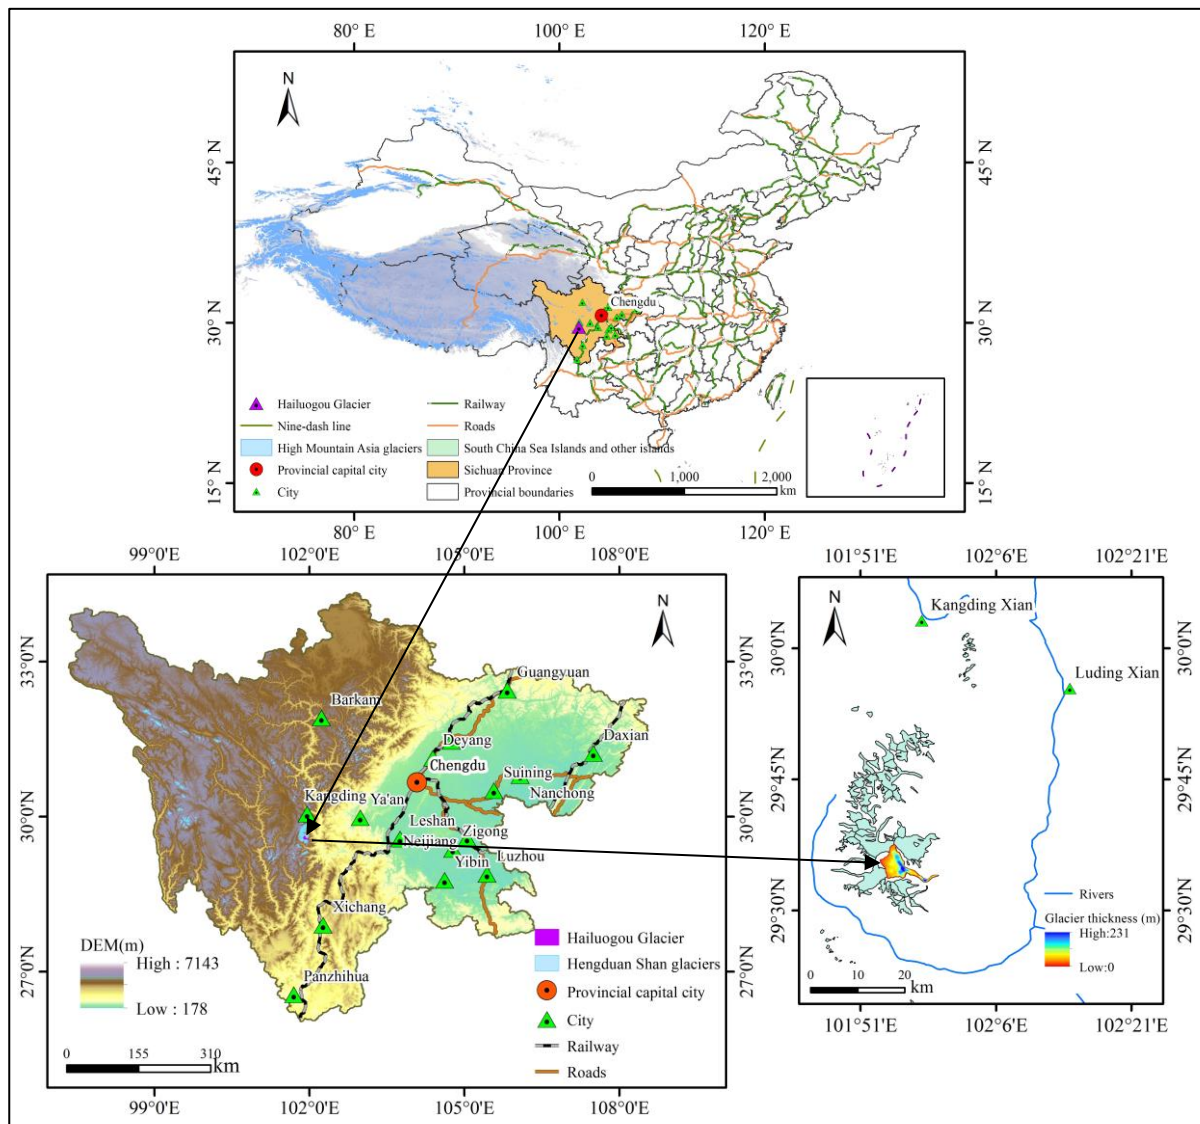 80° E 100° E 120° E
N
45° N
45° N
30° N
30° N
15° N
15° N
Chengdu
Hailuogou Glacier
Railway
Nine-dash line
Roads
High Mountain Asia glaciers
South China Sea Islands and other islands
Provincial capital city
Sichuan Province
City
Provincial boundaries
0 1,000 2,000
km
80° E 100° E 120° E
99°0'E 102°0'E 105°0'E 108°0'E
N
33°0'N
33°0'N
30°0'N
30°0'N
27°0'N
27°0'N
Guangyuan
Barkam
Daxian
Deyang
Chengdu
Suining
Nanchong
Kangding
Ya'an
Leshan
Zigong
Neijiang
Luzhou
Yibin
Xichang
Panzhihua
DEM(m)
High : 7143
Low : 178
Hailuogou Glacier
Hengduan Shan glaciers
Provincial capital city
City
Railway
Roads
0 155 310
km
99°0'E 102°0'E 105°0'E 108°0'E
101°51'E 102°6'E 102°21'E
N
Kangding Xian
Luding Xian
30°0'N
30°0'N
29°45'N
29°45'N
29°30'N
29°30'N
Rivers
Glacier thickness (m)
High:231
Low:0
0 10 20
km
101°51'E 102°6'E 102°21'E